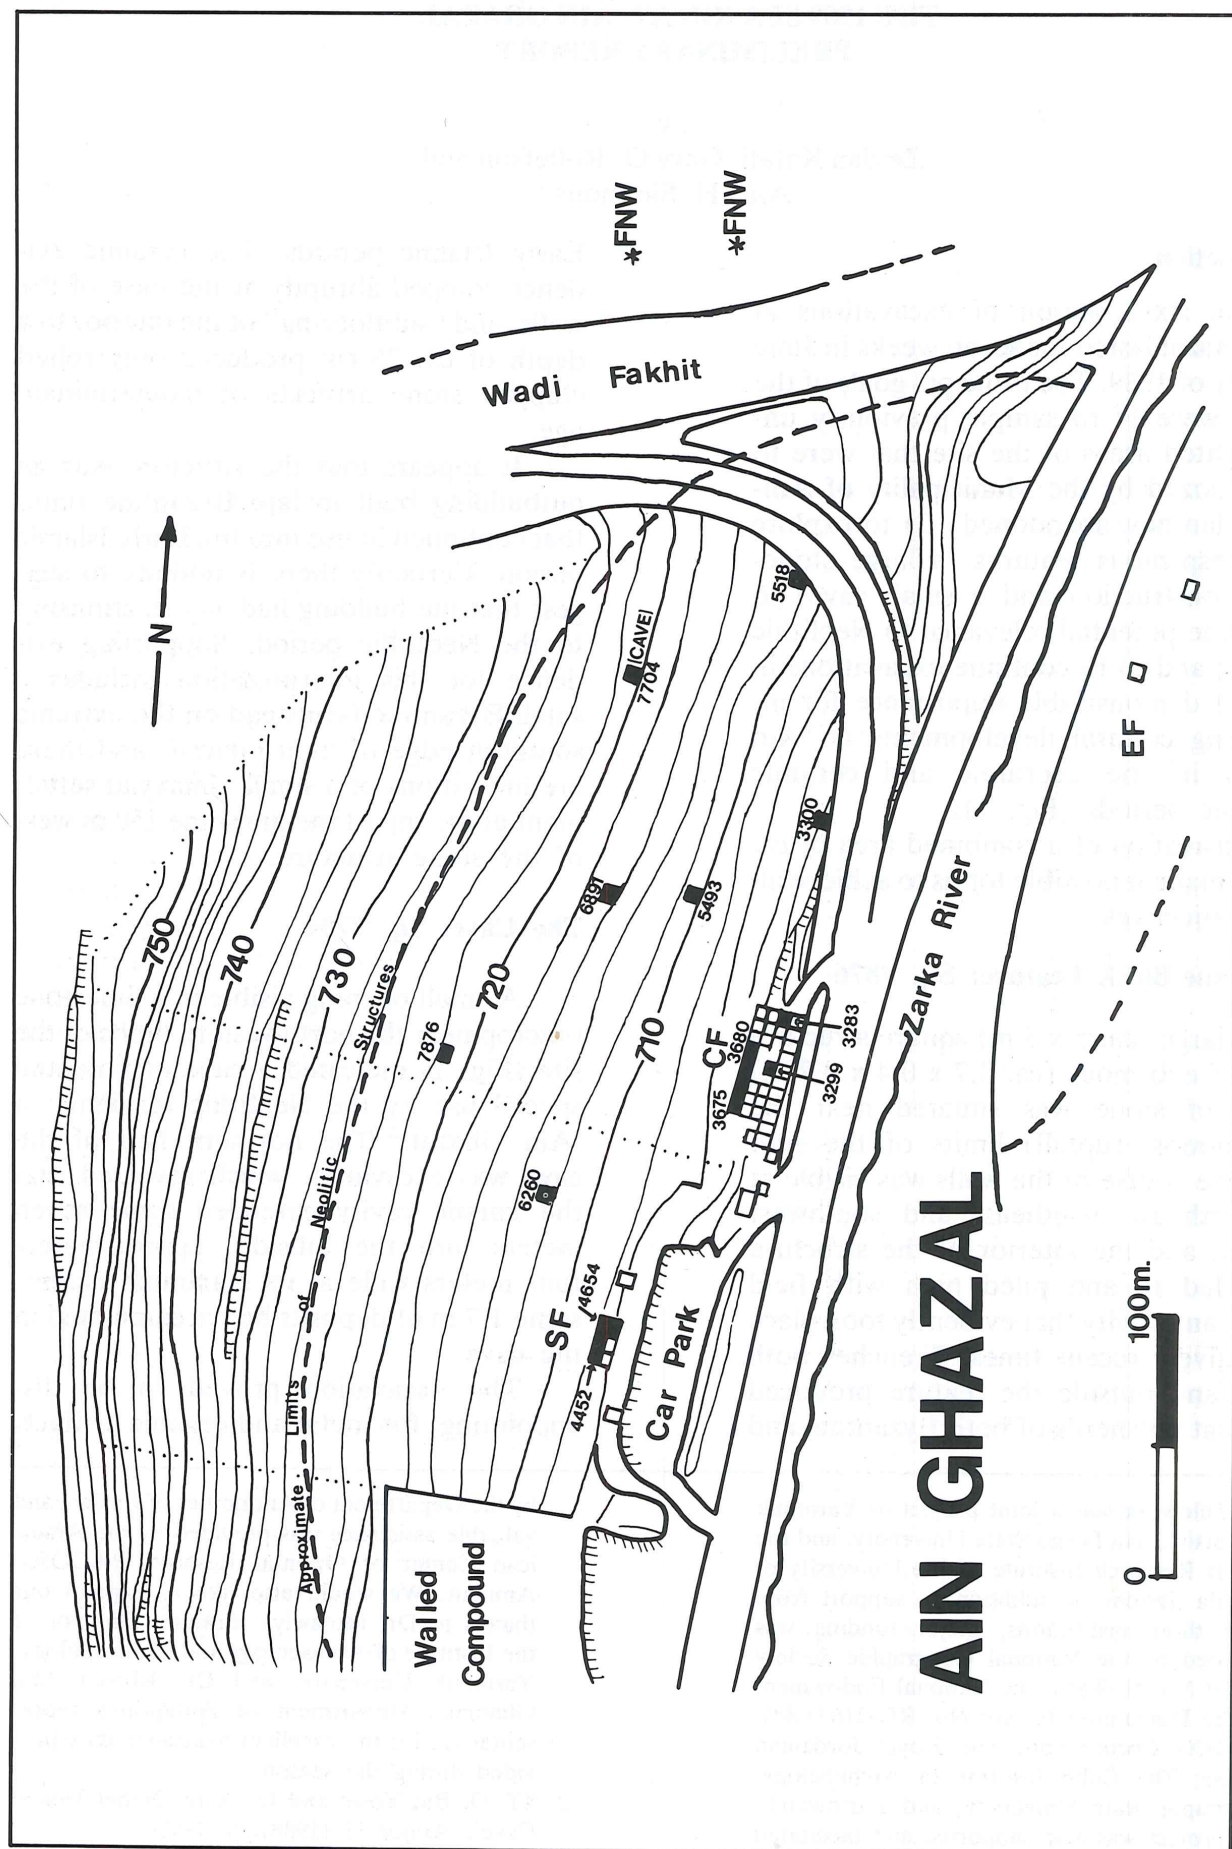 *FNW
*FNW
Wadi Fakhit
N
5518
[CAVE]
7704
3300
EF
6891
5493
750
740
730
720
710
Approximate Limits of Neolitic Structures
7876
CF
3680
3675
3283
3299
Zarka River
6260
SF
4654
4452
Car Park
Walled
Compound
'AIN GHAZAL
0
100m.